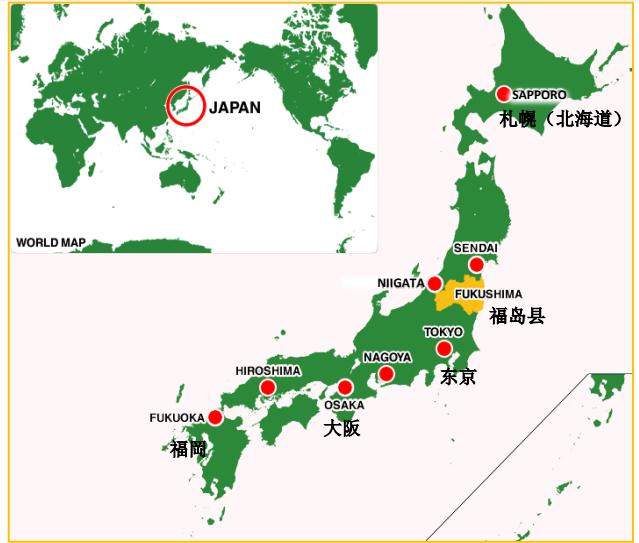 JAPAN
WORLD MAP
SAPPORO
札幌（北海道）
SENDAI
NIIGATA
FUKUSHIMA
福岛县
TOKYO
东京
NAGOYA
HIROSHIMA
OSAKA
大阪
FUKUOKA
福冈